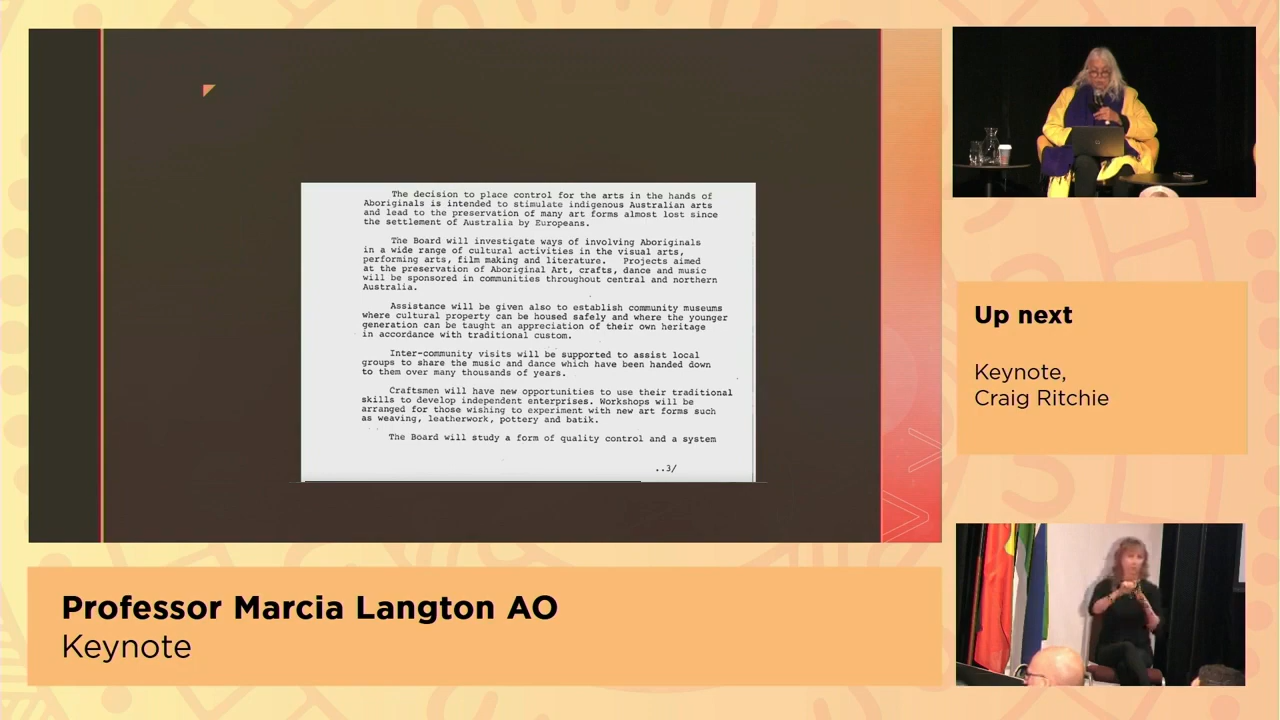 The decision to place control for the arts in the hands of
Aboriginals is intended to stimulate indigenous Australian arts
and lead to the preservation of many art forms almost lost since
the settlement of Australia by Europeans.
The Board will investigate ways of involving Aboriginals
in a wide range of cultural activities in the visual arts,
performing arts, film making and literature. Projects aimed
at the preservation of Aboriginal Art, crafts, dance and music
will be sponsored in communities throughout central and northern
Australia.
Assistance will be given also to establish community museums
where cultural property can be housed safely and where the younger
generation can be taught an appreciation of their own heritage
in accordance with traditional custom.
Inter-community visits will be supported to assist local
groups to share the music and dance which have been handed down
to them over many thousands of years.
Craftsmen will have new opportunities to use their traditional
skills to develop independent enterprises. Workshops will be
arranged for those wishing to experiment with new art forms such
as weaving, leatherwork, pottery and batik.
The Board will study a form of quality control and a system
..3/
Up next
Keynote,
Craig Ritchie
Professor Marcia Langton AO
Keynote